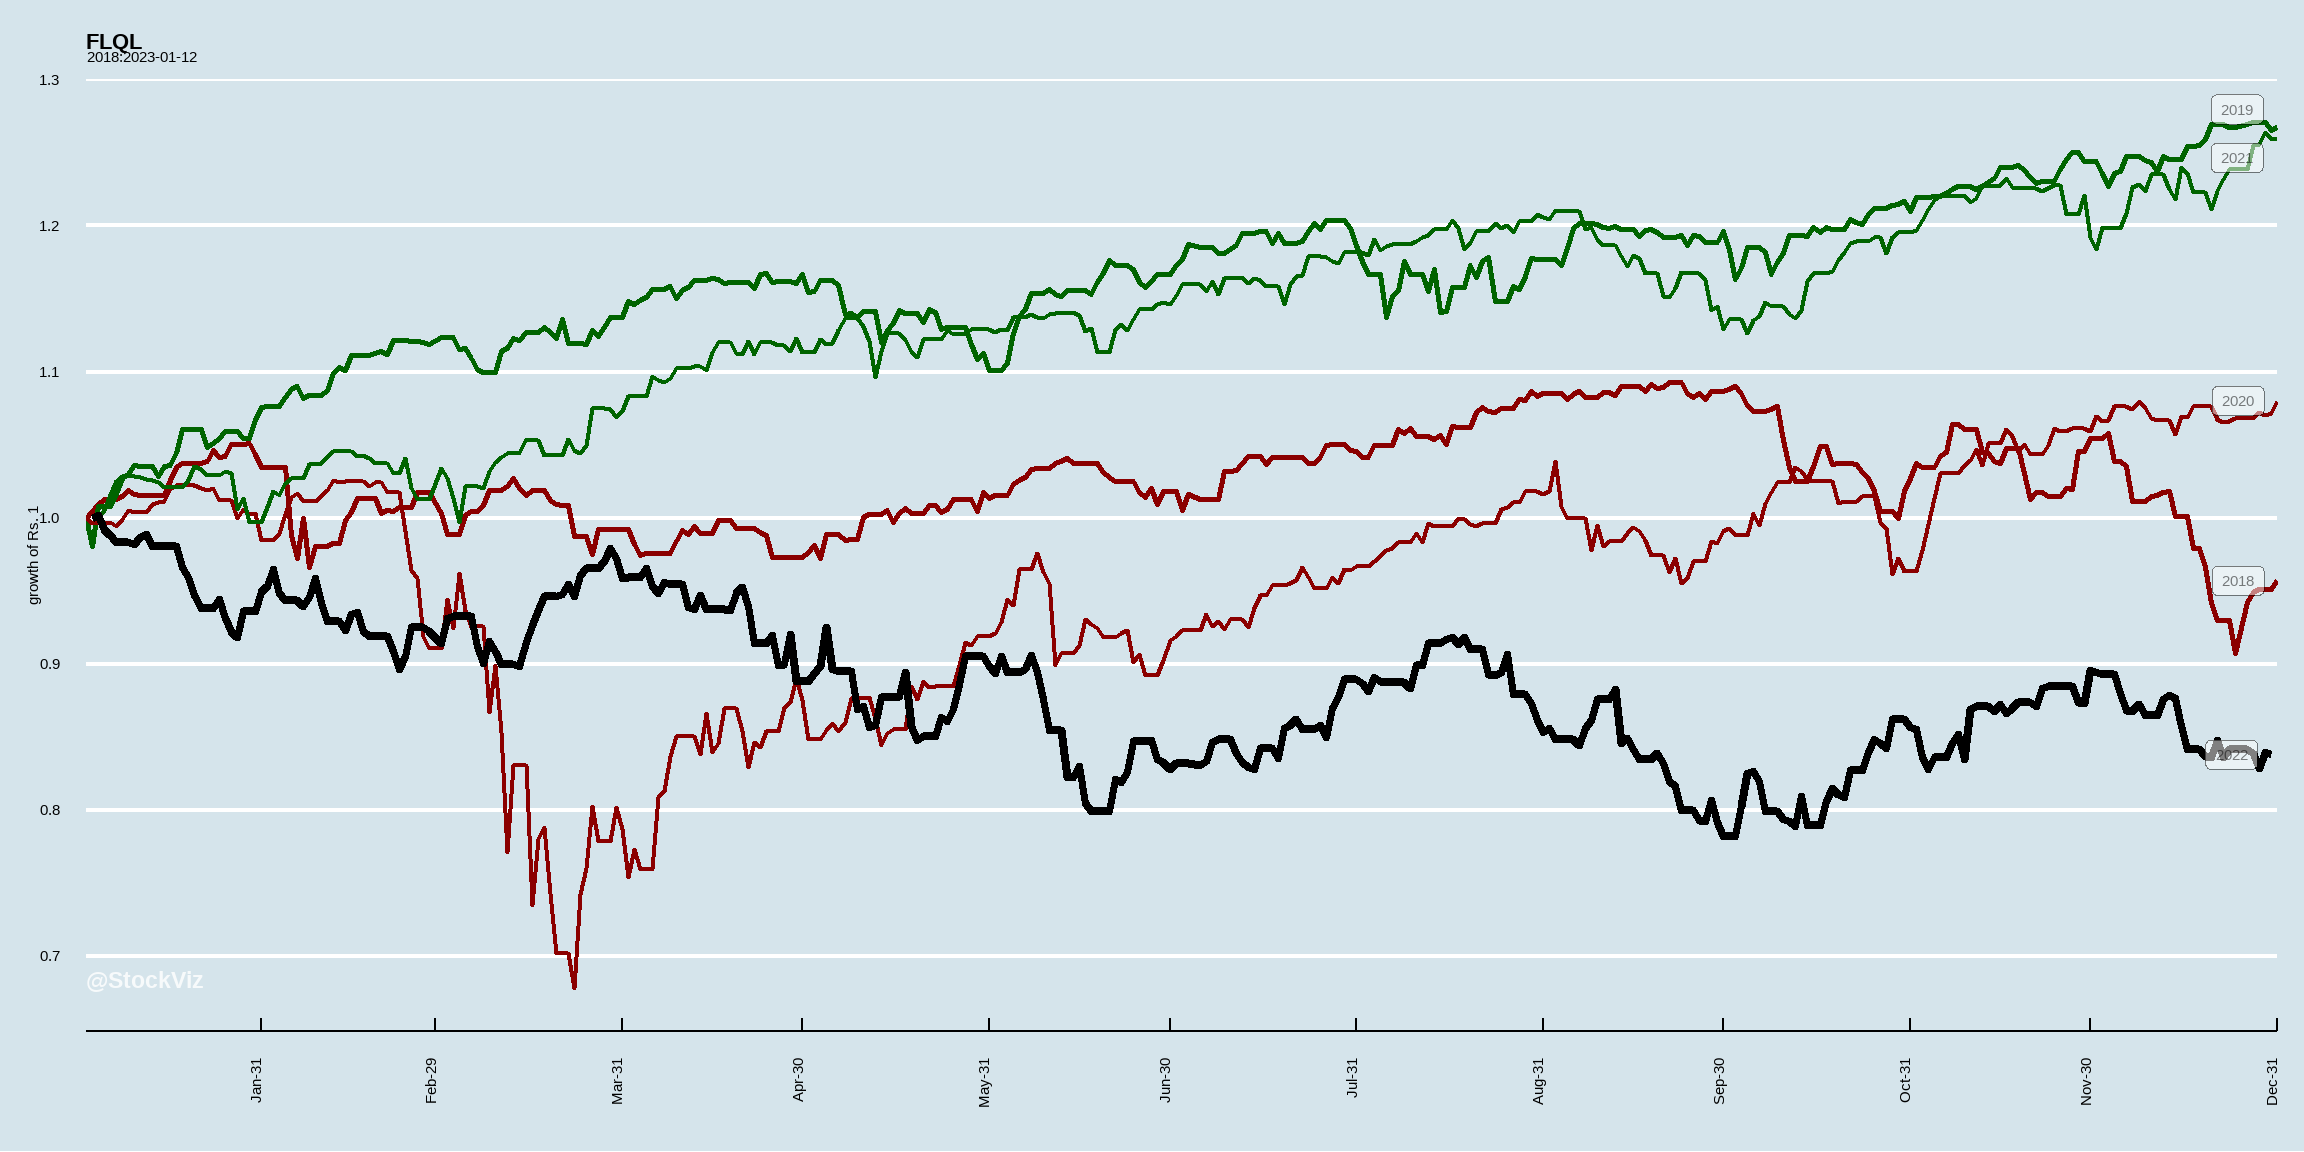 FLQL
2018:2023-01-12
1.3
1.2
1.1
1.0
0.9
0.8
0.7
growth of Rs. 1
2019
2021
2020
2018
2022
@StockViz
Jan-31
Feb-29
Mar-31
Apr-30
May-31
Jun-30
Jul-31
Aug-31
Sep-30
Oct-31
Nov-30
Dec-31